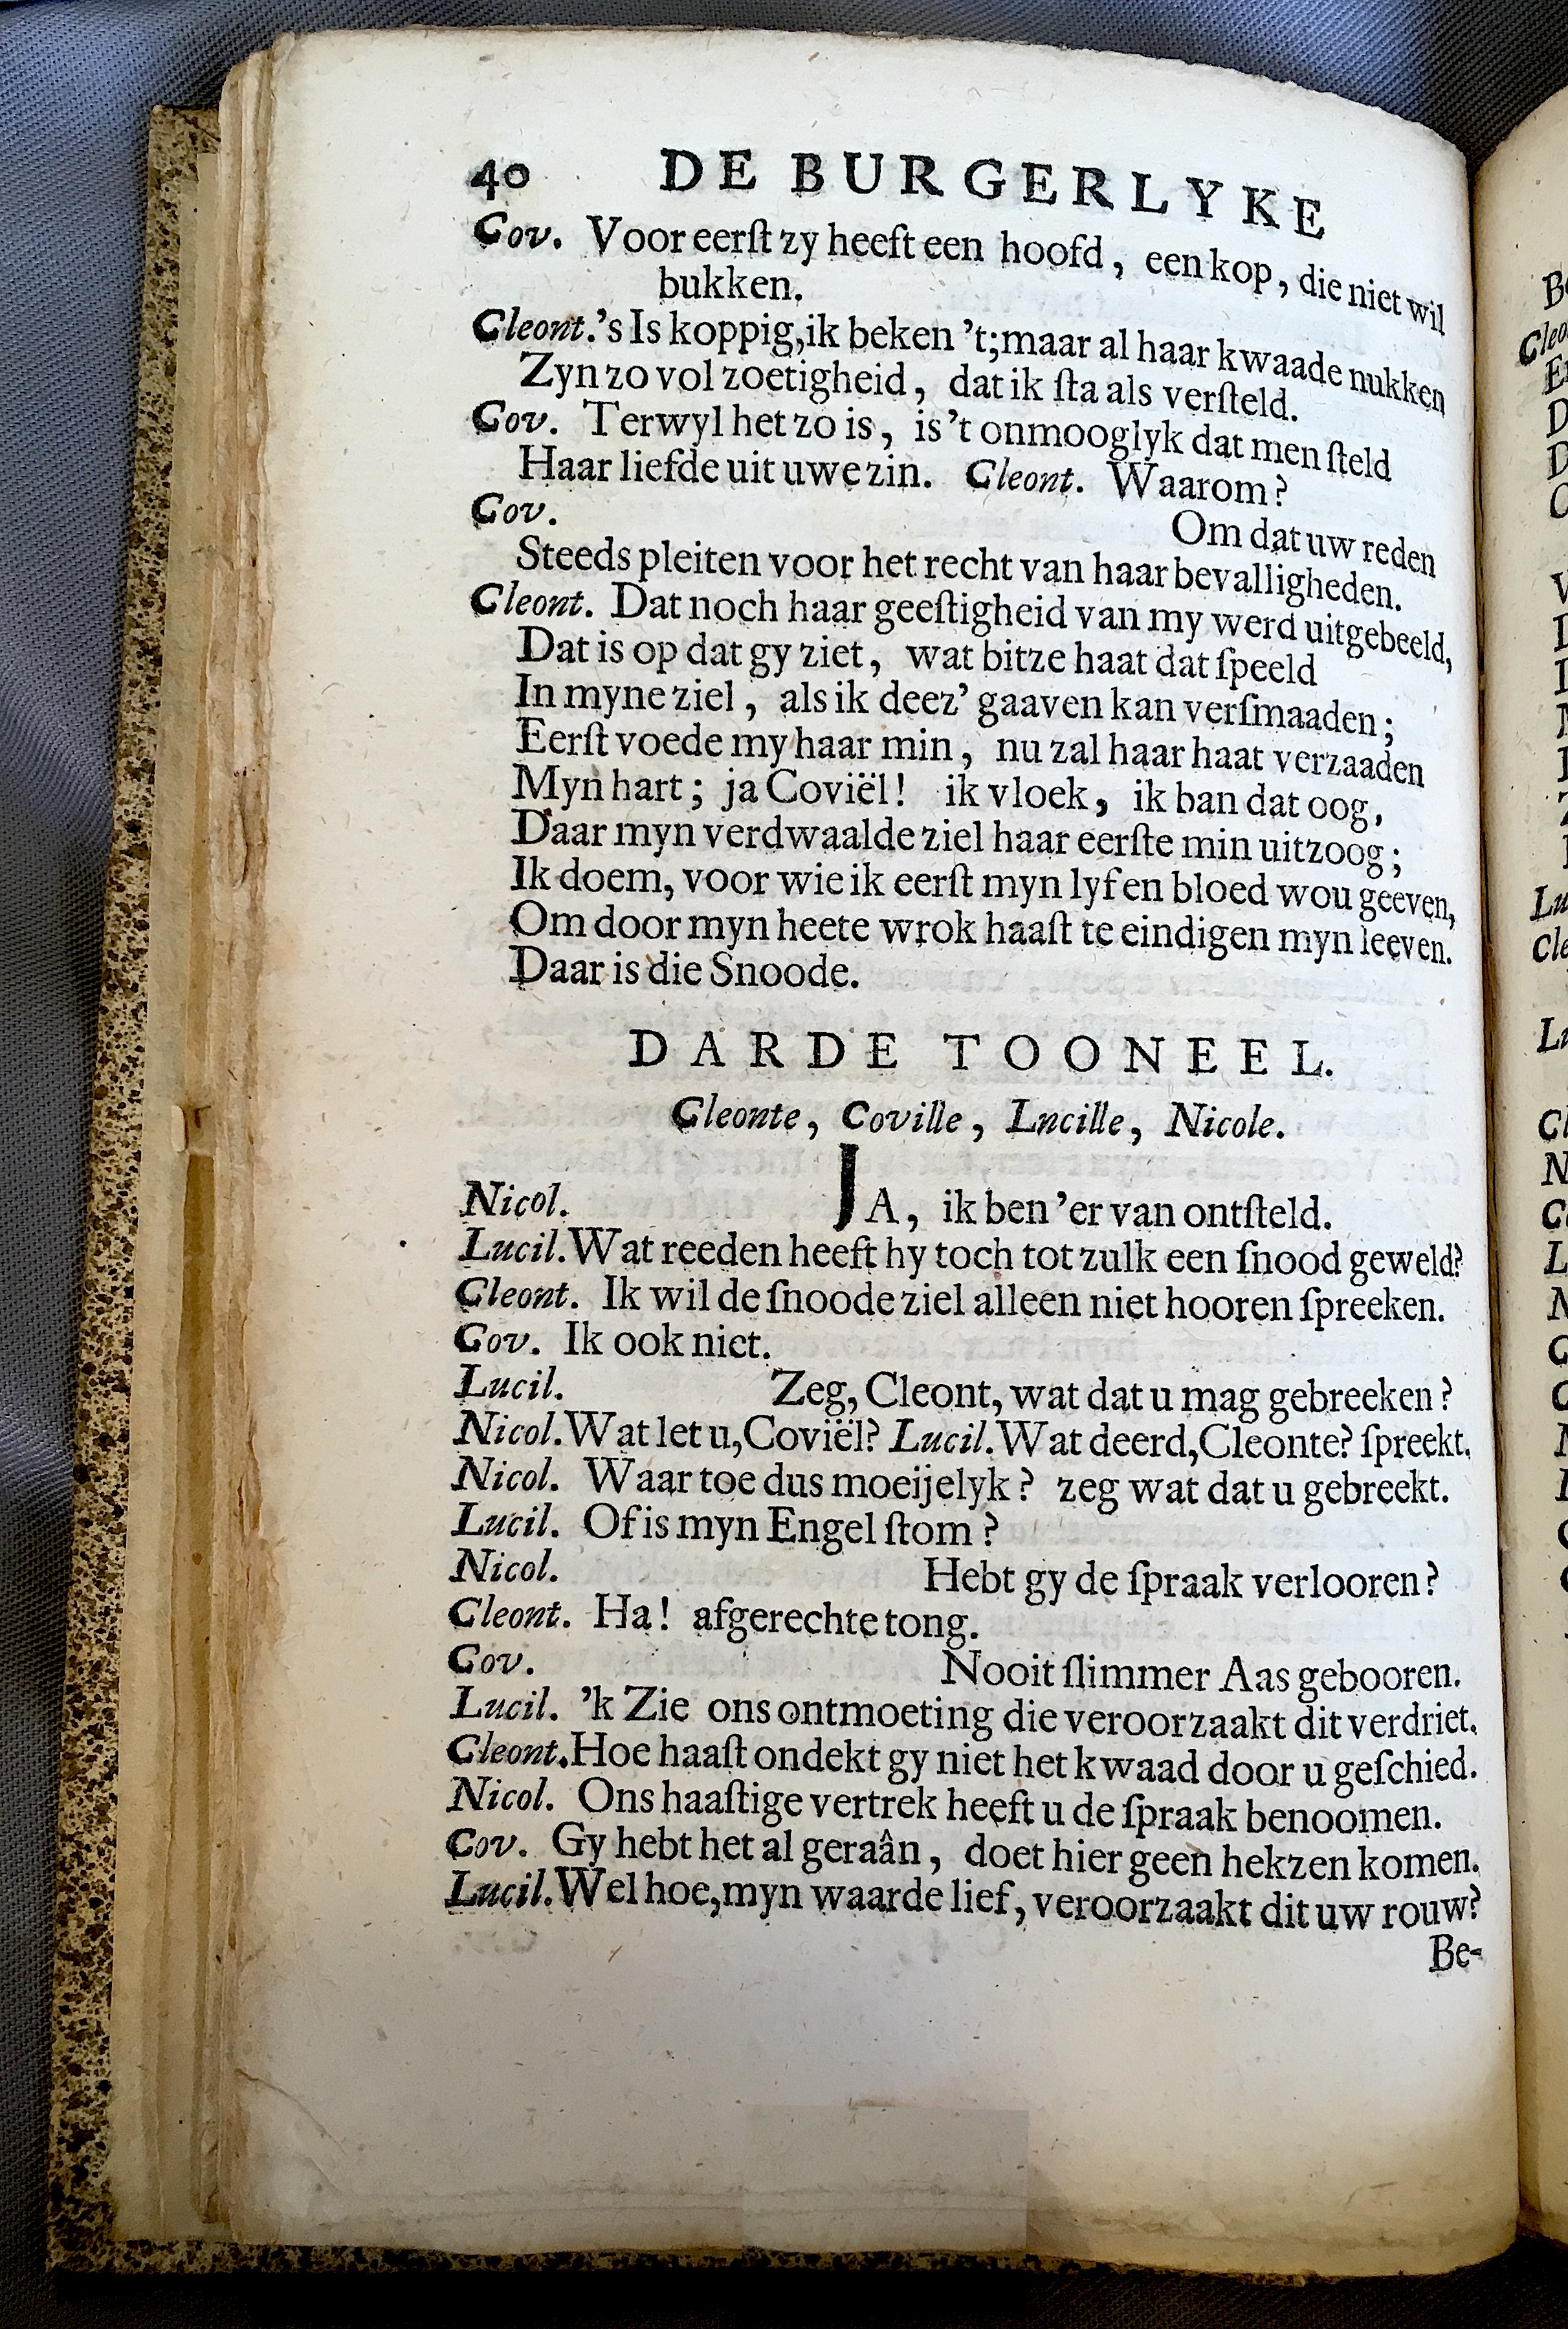 40 DE BURGERLYKE
Cov. Voor eerſt zy heeft een hoofd, een kop, die niet wil
bukken.
Cleont.'s Is koppig,ik beken 't;maar al haar kwaade nukken
Zyn zo vol zoetigheid, dat ik ſta als verſteld.
Cov. Terwyl het zo is, is 't onmooglyk dat men ſteld
Haar liefde uit uwe zin. Cleont. Waarom?
Cov. Om dat uw reden
Steeds pleiten voor het recht van haar bevalligheden.
Cleont. Dat noch haar geeſtigheid van my werd uitgebeeld,
Dat is op dat gy ziet, wat bitze haat dat ſpeeld
In myne ziel, als ik deez' gaaven kan verſmaaden;
Eerſt voede my haar min, nu zal haar haat verzaaden
Myn hart; ja Coviël! ik vloek, ik ban dat oog,
Daar myn verdwaalde ziel haar eerſte min uitzoog;
Ik doem, voor wie ik eerſt myn lyf en bloed wou geeven,
Om door myn heete wrok haaſt te eindigen myn leeven.
Daar is die Snoode.
DARDE TOONEEL.
Cleonte, Coville, Lncille, Nicole.
Nicol. JA, ik ben 'er van ontſteld.
Lucil. Wat reeden heeft hy toch tot zulk een ſnood geweld?
Cleont. Ik wil de ſnoode ziel alleen niet hooren ſpreeken.
Cov. Ik ook niet.
Lucil. Zeg, Cleont, wat dat u mag gebreeken?
Nicol. Wat let u, Coviël? Lucil. Wat deerd, Cleonte? ſpreekt.
Nicol. Waar toe dus moeijelyk? zeg wat dat u gebreekt.
Lucil. Of is myn Engel ſtom?
Nicol. Hebt gy de ſpraak verlooren?
Cleont. Ha! afgerechte tong.
Cov. Nooit ſlimmer Aas gebooren.
Lucil. 'k Zie ons ontmoeting die veroorzaakt dit verdriet.
Cleont. Hoe haaſt ondekt gy niet het kwaad door u geſchied.
Nicol. Ons haaſtige vertrek heeft u de ſpraak benoomen.
Cov. Gy hebt het al geraân, doet hier geen hekzen komen.
Lucil. Wel hoe, myn waarde lief, veroorzaakt dit uw rouw?
Be-